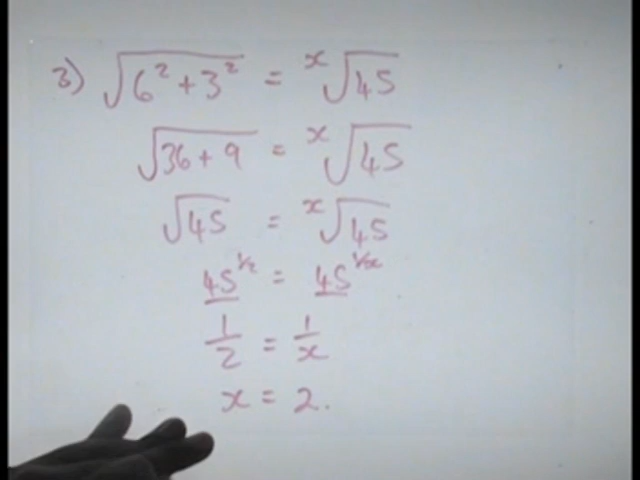 3) √(6² + 3²) = ˣ√45
√(36 + 9) = ˣ√45
√45 = ˣ√45
45^(1/2) = 45^(1/x)
1/2 = 1/x
x = 2.